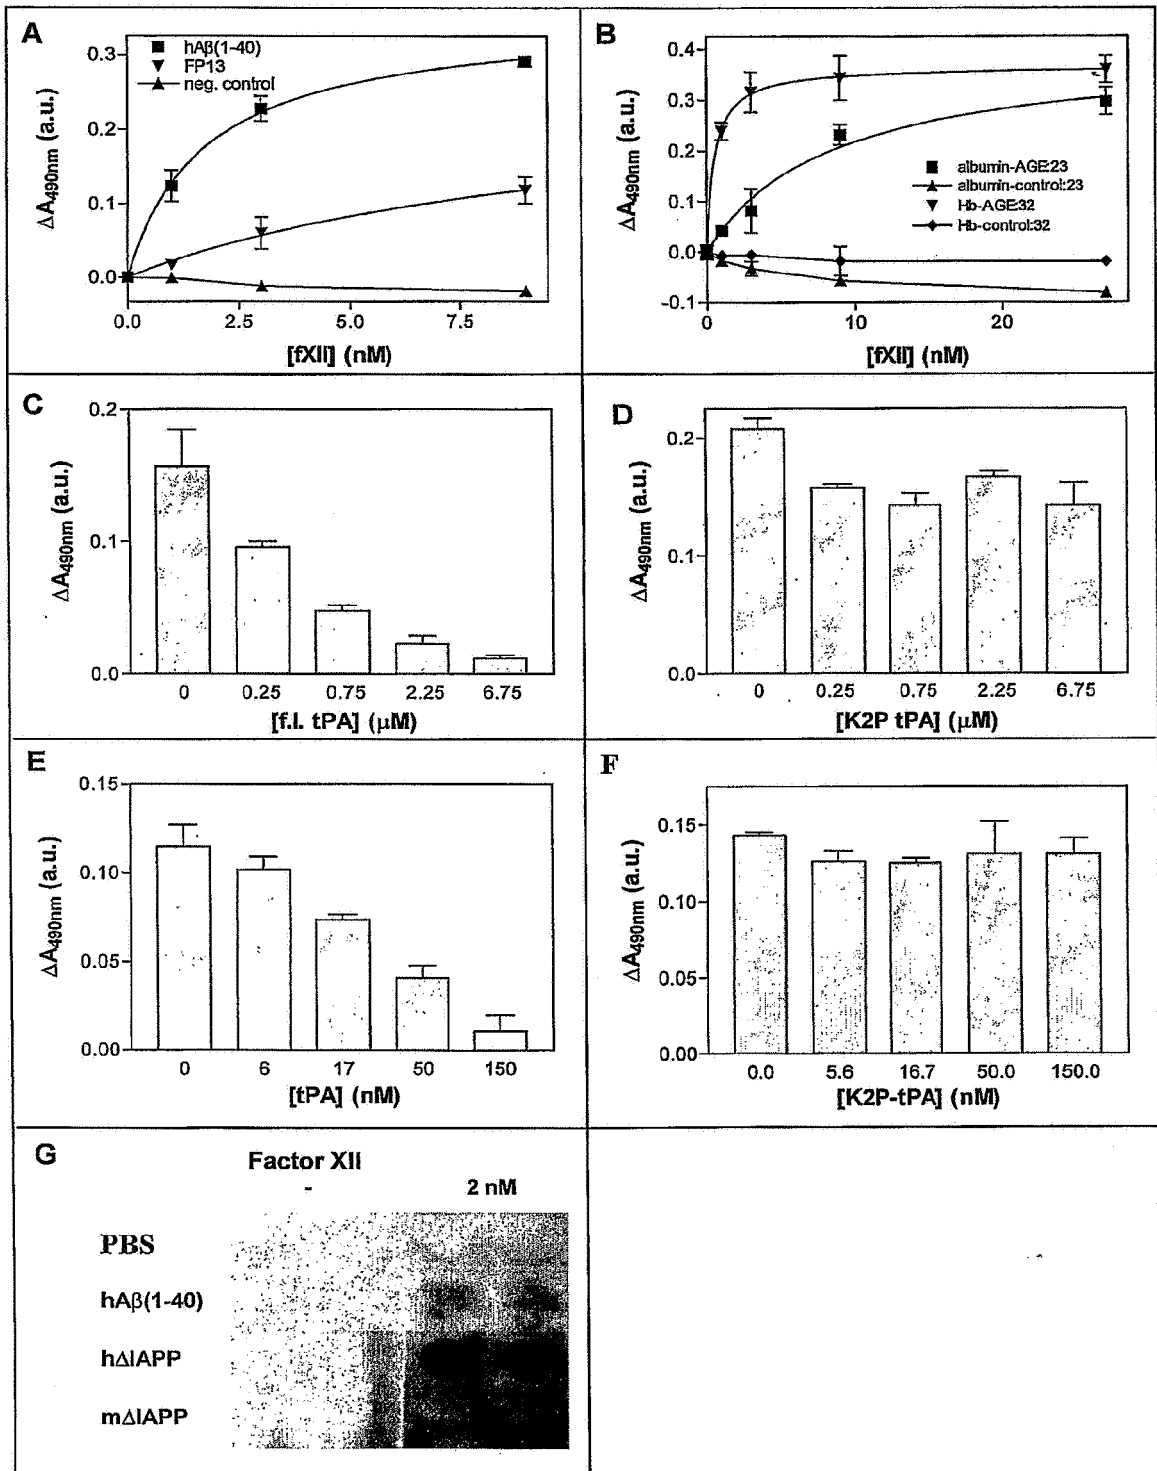 A
hAβ(1-40)
FP13
neg. control
0.3
0.2
0.1
0.0
ΔA490nm (a.u.)
0.0 2.5 5.0 7.5
[fXII] (nM)
B
0.4
0.3
0.2
0.1
0.0
-0.1
ΔA490nm (a.u.)
albumin-AGE:23
albumin-control:23
Hb-AGE:32
Hb-control:32
0 10 20
[fXII] (nM)
C
0.2
0.1
0.0
ΔA490nm (a.u.)
0 0.25 0.75 2.25 6.75
[f.l. tPA] (μM)
D
0.2
0.1
0.0
ΔA490nm (a.u.)
0 0.25 0.75 2.25 6.75
[K2P tPA] (μM)
E
0.15
0.10
0.05
0.00
ΔA490nm (a.u.)
0 6 17 50 150
[tPA] (nM)
F
0.15
0.10
0.05
0.00
ΔA490nm (a.u.)
0.0 5.6 16.7 50.0 150.0
[K2P-tPA] (nM)
G
Factor XII
- 2 nM
PBS
hAβ(1-40)
hΔIAPP
mΔIAPP